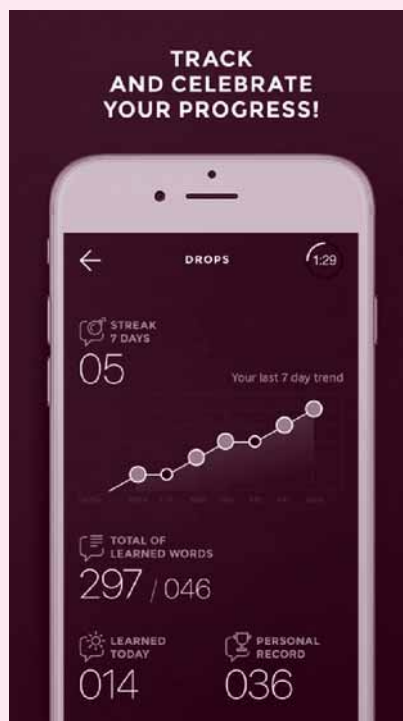 TRACK
AND CELEBRATE
YOUR PROGRESS!
DROPS
1:29
STREAK
7 DAYS
05
Your last 7 day trend
TOTAL OF
LEARNED WORDS
297 / 046
LEARNED
TODAY
014
PERSONAL
RECORD
036